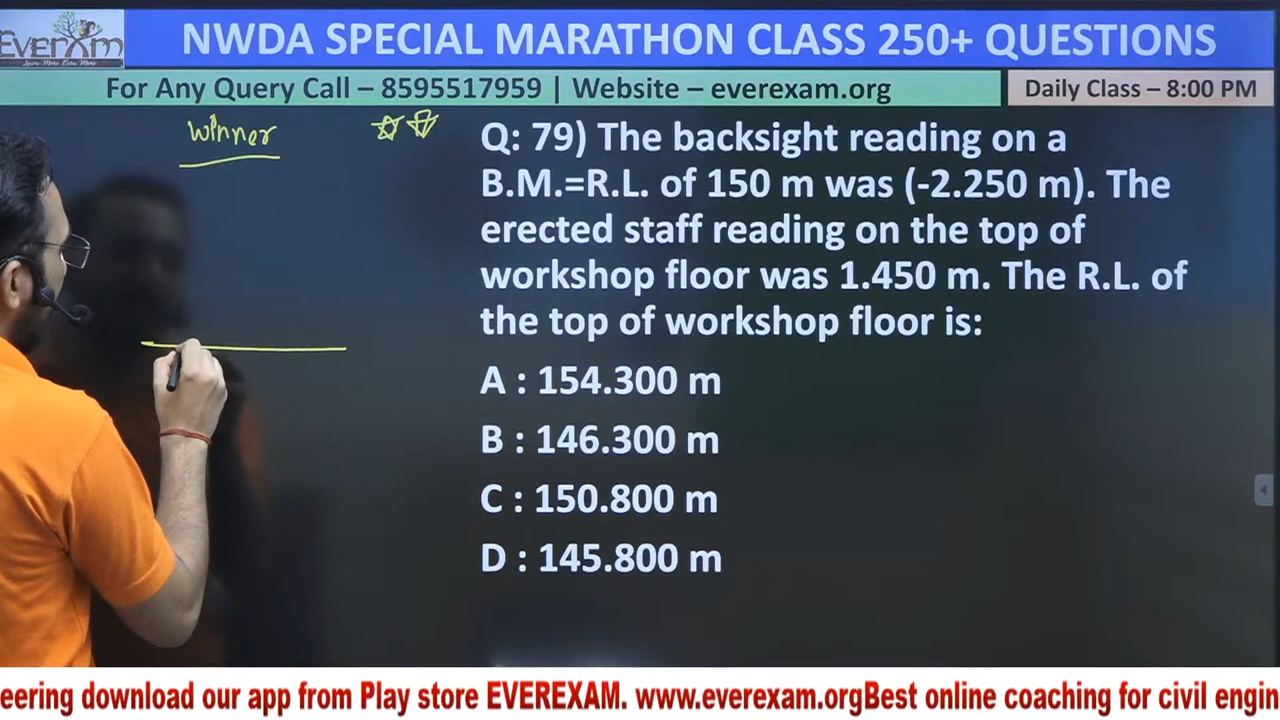 EVEREXAM
NWDA SPECIAL MARATHON CLASS 250+ QUESTIONS
For Any Query Call – 8595517959 | Website – everexam.org
Daily Class – 8:00 PM
Winner
Q: 79) The backsight reading on a
B.M.=R.L. of 150 m was (-2.250 m). The
erected staff reading on the top of
workshop floor was 1.450 m. The R.L. of
the top of workshop floor is:
A : 154.300 m
B : 146.300 m
C : 150.800 m
D : 145.800 m
eering download our app from Play store EVEREXAM. www.everexam.orgBest online coaching for civil engin